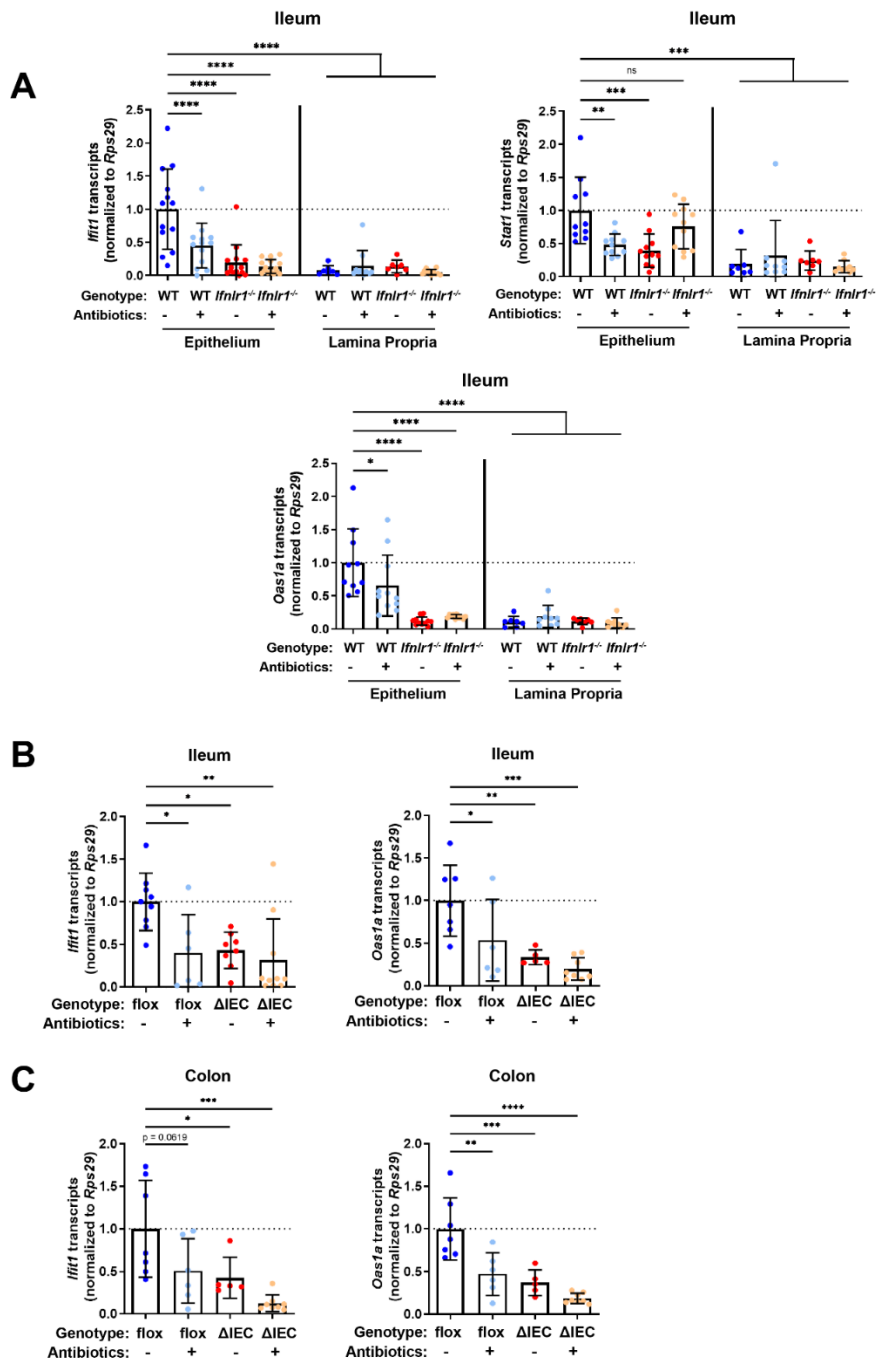 Ileum
****
****
****
****
A
Ifit1 transcripts
(normalized to Rps29)
2.5
2.0
1.5
1.0
0.5
0.0
Genotype: WT WT Ifnlr1-/- Ifnlr1-/- WT WT Ifnlr1-/- Ifnlr1-/-
Antibiotics: - + - + - + - +
Epithelium Lamina Propria
Ileum
***
ns
***
**
Stat1 transcripts
(normalized to Rps29)
2.5
2.0
1.5
1.0
0.5
0.0
Genotype: WT WT Ifnlr1-/- Ifnlr1-/- WT WT Ifnlr1-/- Ifnlr1-/-
Antibiotics: - + - + - + - +
Epithelium Lamina Propria
Ileum
****
****
****
*
Oas1a transcripts
(normalized to Rps29)
2.5
2.0
1.5
1.0
0.5
0.0
Genotype: WT WT Ifnlr1-/- Ifnlr1-/- WT WT Ifnlr1-/- Ifnlr1-/-
Antibiotics: - + - + - + - +
Epithelium Lamina Propria
B
Ileum
**
*
*
Ifit1 transcripts
(normalized to Rps29)
2.0
1.5
1.0
0.5
0.0
Genotype: flox flox ΔIEC ΔIEC
Antibiotics: - + - +
Ileum
***
**
*
Oas1a transcripts
(normalized to Rps29)
2.0
1.5
1.0
0.5
0.0
Genotype: flox flox ΔIEC ΔIEC
Antibiotics: - + - +
C
Colon
***
*
p = 0.0619
Ifit1 transcripts
(normalized to Rps29)
2.0
1.5
1.0
0.5
0.0
Genotype: flox flox ΔIEC ΔIEC
Antibiotics: - + - +
Colon
****
***
**
Oas1a transcripts
(normalized to Rps29)
2.0
1.5
1.0
0.5
0.0
Genotype: flox flox ΔIEC ΔIEC
Antibiotics: - + - +